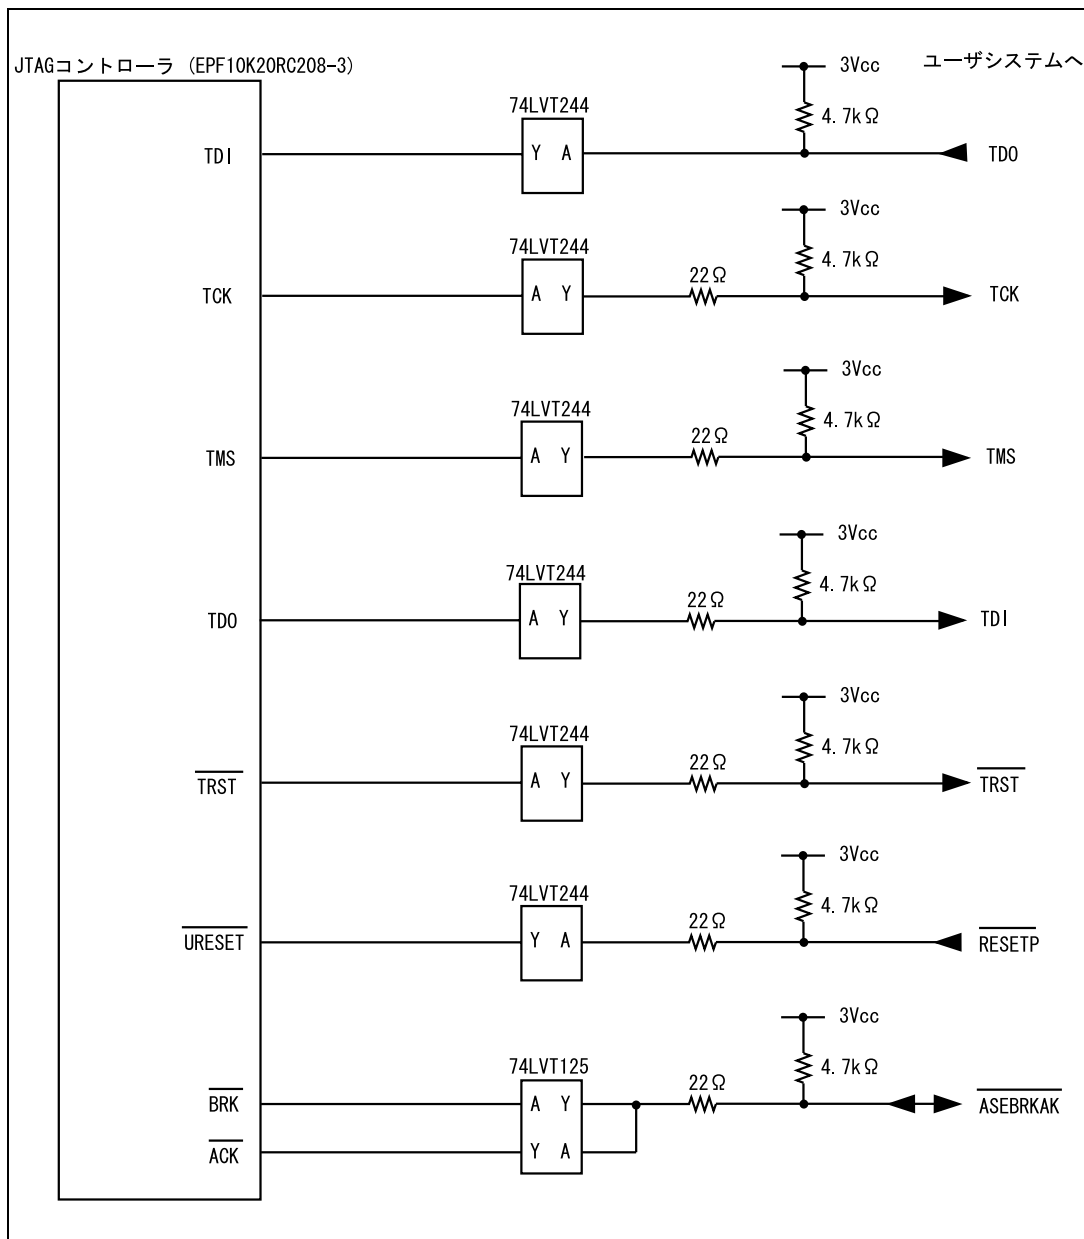 JTAGコントローラ (EPF10K20RC208-3)
ユーザシステムへ
3Vcc
4.7kΩ
74LVT244
TDI
Y A
TDO
3Vcc
4.7kΩ
74LVT244
22Ω
TCK
A Y
TCK
3Vcc
4.7kΩ
74LVT244
22Ω
TMS
A Y
TMS
3Vcc
4.7kΩ
74LVT244
22Ω
TDO
A Y
TDI
3Vcc
4.7kΩ
74LVT244
22Ω
TRST
A Y
TRST
3Vcc
4.7kΩ
74LVT244
22Ω
URESET
Y A
RESETP
3Vcc
4.7kΩ
74LVT125
22Ω
BRK
A Y
ASEBRKAK
ACK
Y A